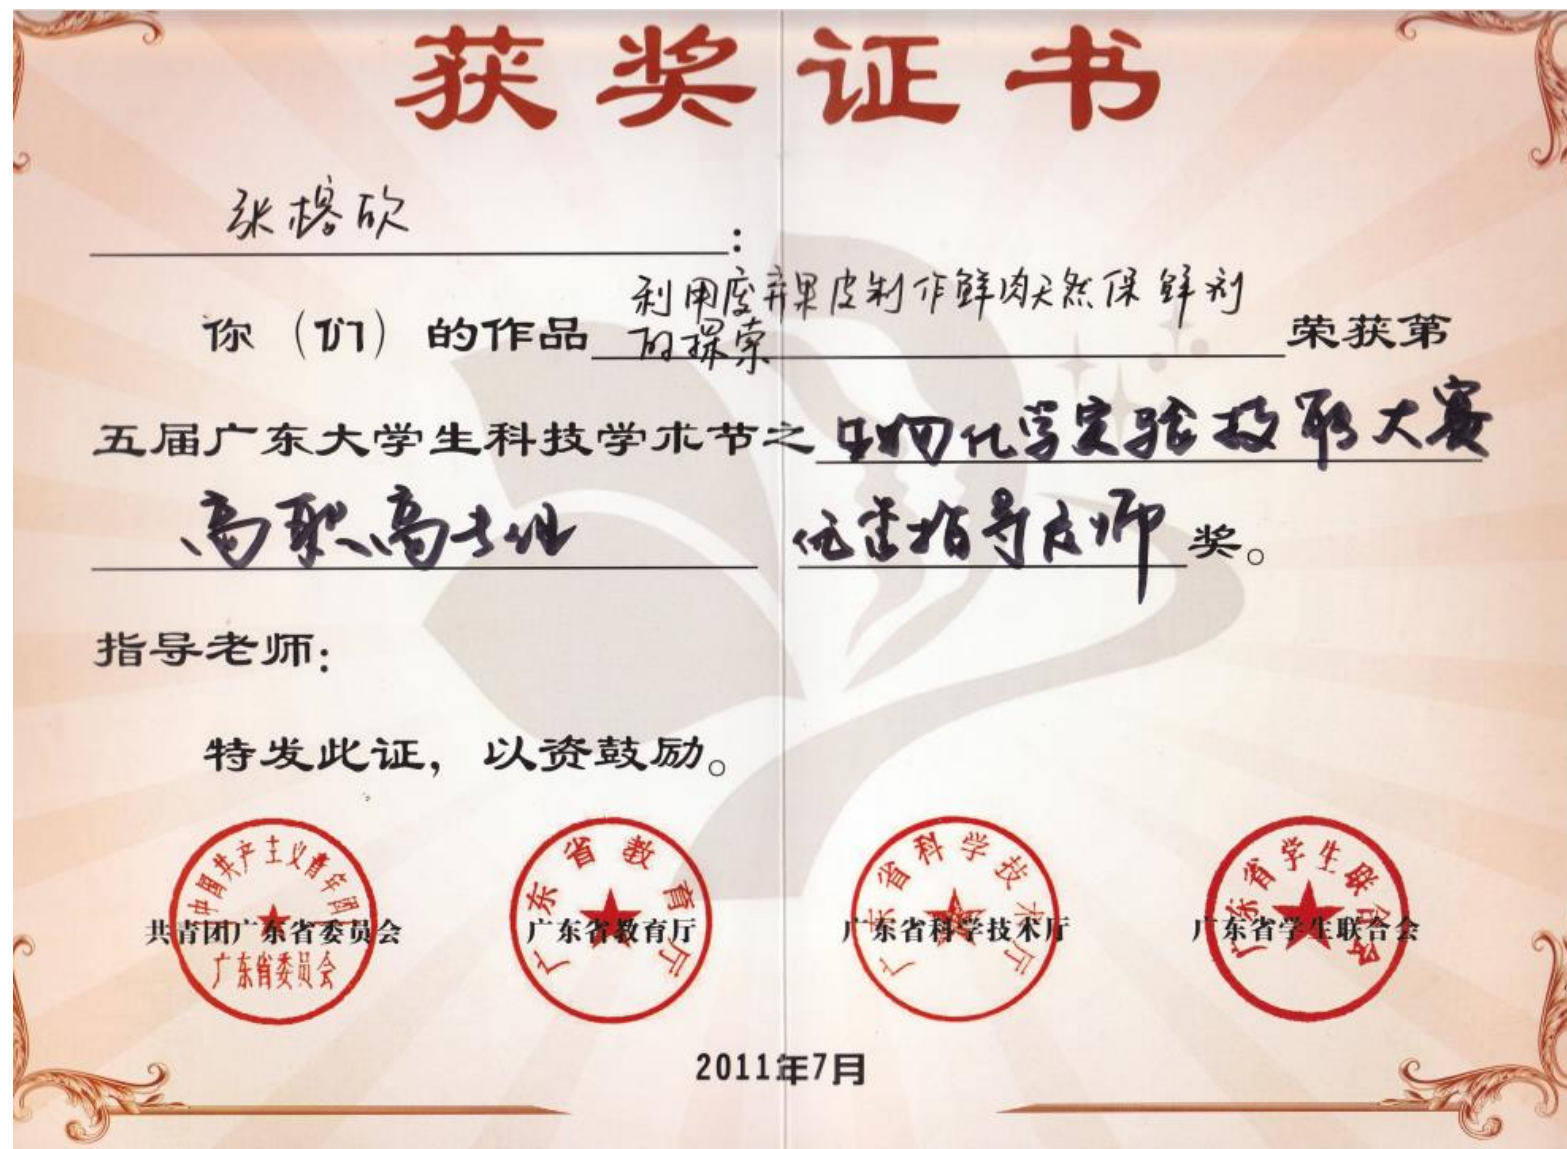 获奖证书
张榕欣:
利用废弃果皮制作鲜肉天然保鲜剂
你（们）的作品 的探索 荣获第
五届广东大学生科技学术节之生物化学实验技能大赛
高职高专组 优秀指导老师奖。
指导老师:
特发此证，以资鼓励。
中国共产主义青年团
广东省委员会
共青团广东省委员会
广东省教育厅
广东省教育厅
广东省科学技术厅
广东省科学技术厅
广东省学生联合会
广东省学生联合会
2011年7月